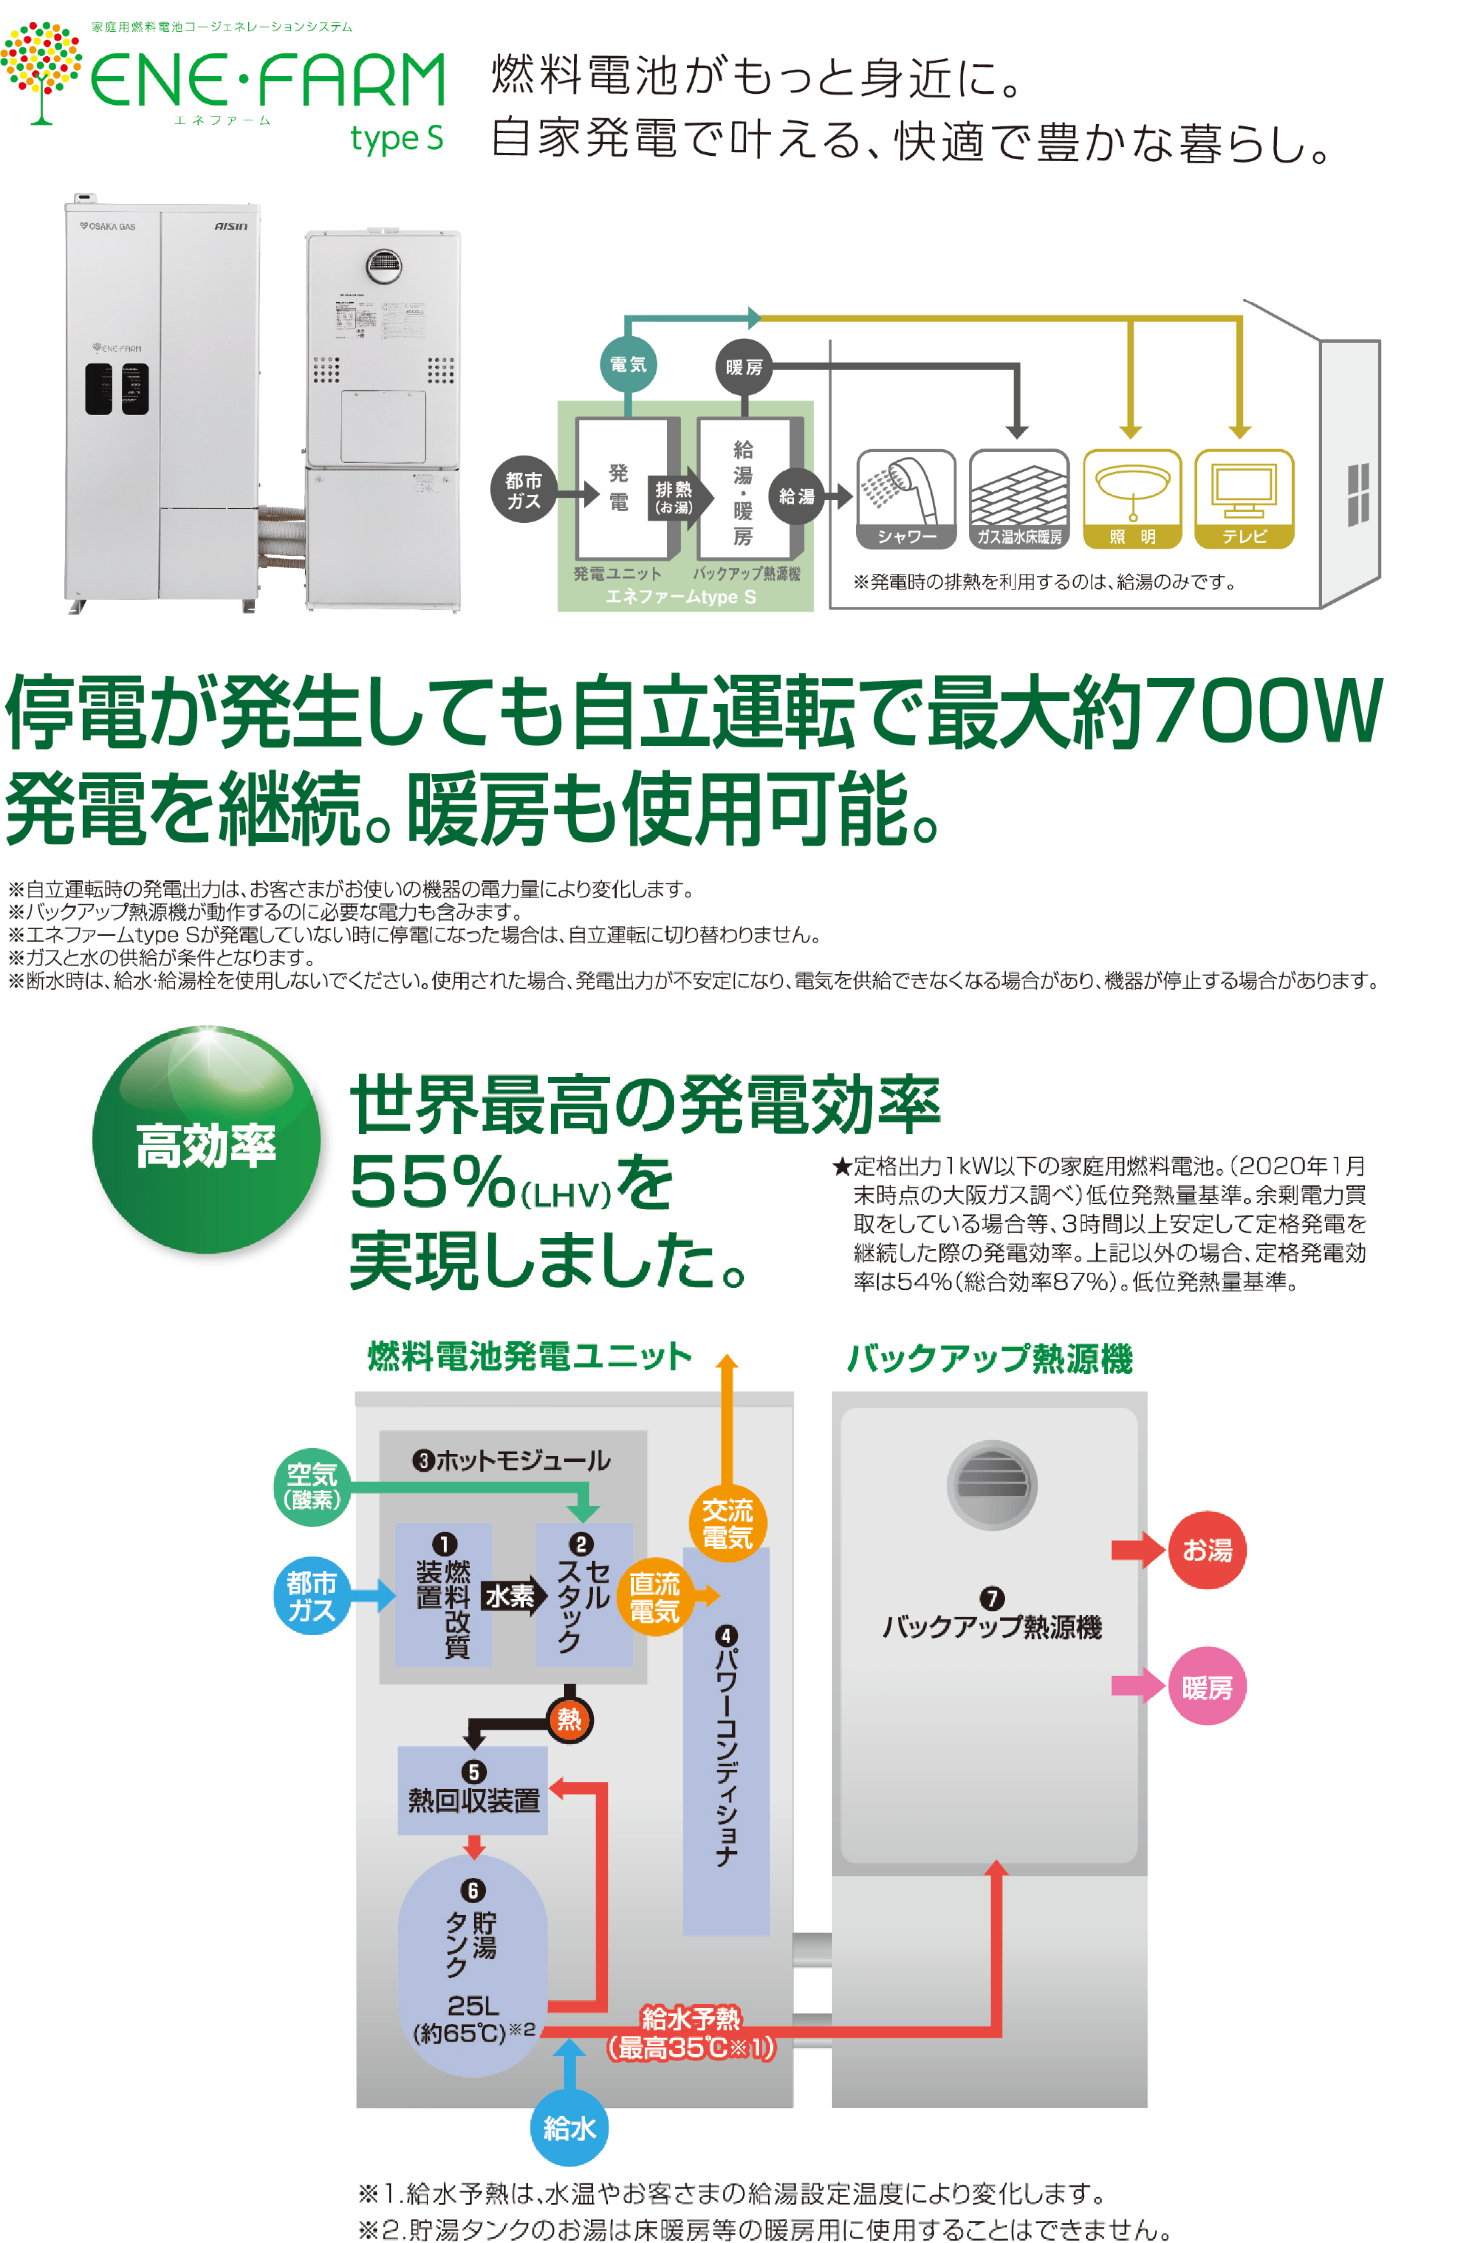 家庭用燃料電池コージェネレーションシステム
ENE・FARM
エネファーム
type S
燃料電池がもっと身近に。
自家発電で叶える、快適で豊かな暮らし。
OSAKA GAS
AISIN
ENE・FARM
電気
暖房
都市
ガス
発電
排熱
(お湯)
給湯・暖房
給湯
シャワー
ガス温水床暖房
照 明
テレビ
発電ユニット
バックアップ熱源機
エネファームtype S
※発電時の排熱を利用するのは、給湯のみです。
停電が発生しても自立運転で最大約700W
発電を継続。暖房も使用可能。
※自立運転時の発電出力は、お客さまがお使いの機器の電力量により変化します。
※バックアップ熱源機が動作するのに必要な電力も含みます。
※エネファームtype Sが発電していない時に停電になった場合は、自立運転に切り替わりません。
※ガスと水の供給が条件となります。
※断水時は、給水・給湯栓を使用しないでください。使用された場合、発電出力が不安定になり、電気を供給できなくなる場合があり、機器が停止する場合があります。
高効率
世界最高の発電効率
55%(LHV)を
実現しました。
★定格出力1kW以下の家庭用燃料電池。(2020年1月
末時点の大阪ガス調べ)低位発熱量基準。余剰電力買
取をしている場合等、3時間以上安定して定格発電を
継続した際の発電効率。上記以外の場合、定格発電効
率は54%(総合効率87%)。低位発熱量基準。
燃料電池発電ユニット
バックアップ熱源機
❸ホットモジュール
空気
(酸素)
都市
ガス
❶
燃料改質
装置
水素
❷
セル
スタック
直流
電気
交流
電気
❹
パワーコンディショナ
熱
❺
熱回収装置
❻
貯湯
タンク
25L
(約65℃)※2
給水予熱
(最高35℃※1)
給水
❼
バックアップ熱源機
お湯
暖房
※1.給水予熱は、水温やお客さまの給湯設定温度により変化します。
※2.貯湯タンクのお湯は床暖房等の暖房用に使用することはできません。